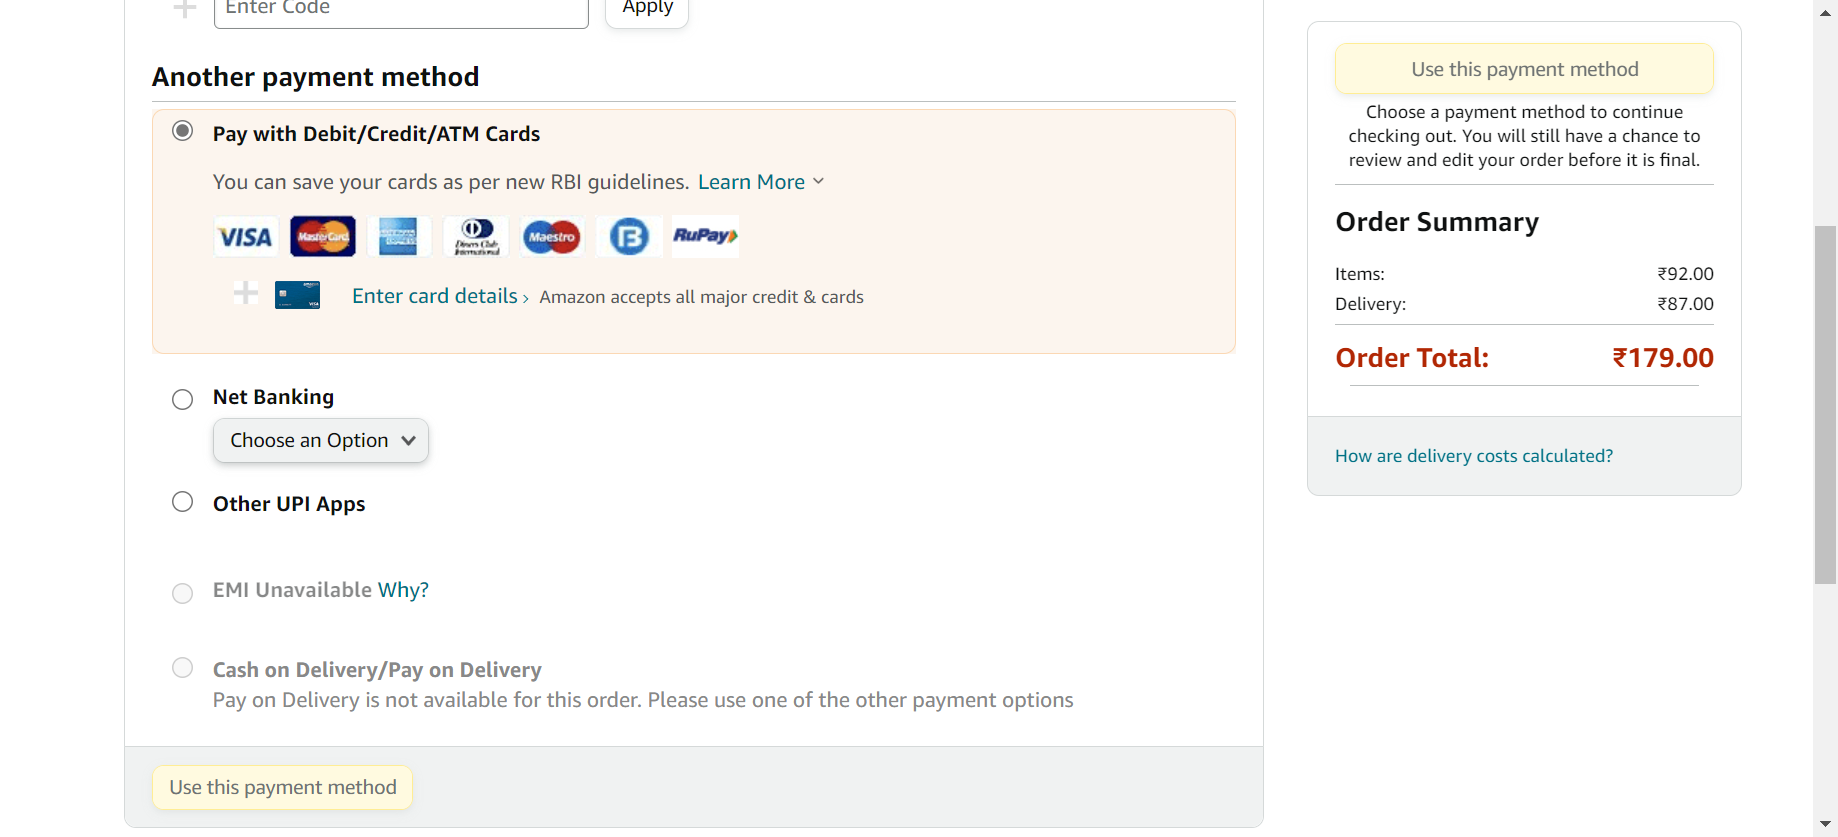 Enter Code
Apply
Another payment method
Pay with Debit/Credit/ATM Cards
You can save your cards as per new RBI guidelines. Learn More
VISA MasterCard Diners Club International Maestro B RuPay
Enter card details › Amazon accepts all major credit & cards
Net Banking
Choose an Option
Other UPI Apps
EMI Unavailable Why?
Cash on Delivery/Pay on Delivery
Pay on Delivery is not available for this order. Please use one of the other payment options
Use this payment method
Use this payment method
Choose a payment method to continue
checking out. You will still have a chance to
review and edit your order before it is final.
Order Summary
Items: ₹92.00
Delivery: ₹87.00
Order Total: ₹179.00
How are delivery costs calculated?